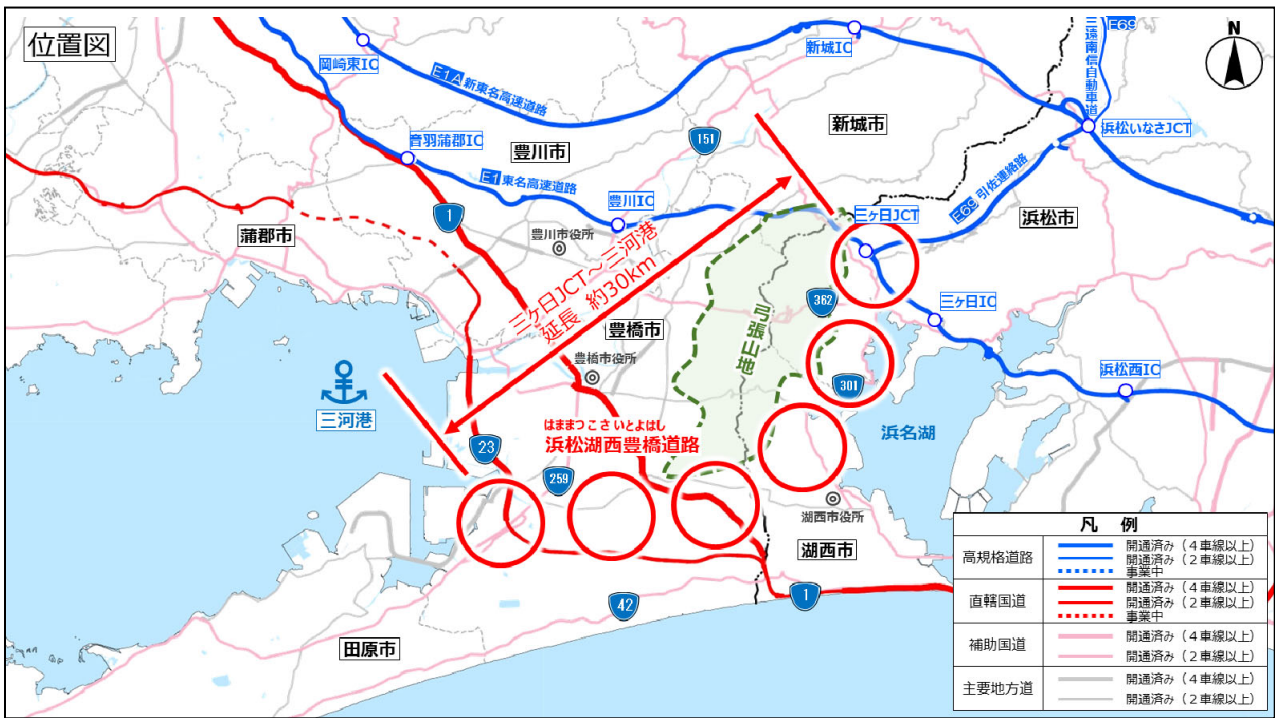 位置図
N
岡崎東IC
新城IC
E69
三遠南信自動車道
E1A 新東名高速道路
浜松いなさJCT
新城市
151
音羽蒲郡IC
豊川市
E1 東名高速道路
E69 引佐連絡路
豊川IC
三ヶ日JCT
浜松市
1
蒲郡市
豊川市役所
三ヶ日JCT～三河港
延長 約30km
362
三ヶ日IC
弓張山地
豊橋市
豊橋市役所
301
浜松西IC
三河港
はままつこさいとよはし
浜松湖西豊橋道路
浜名湖
23
259
湖西市役所
湖西市
42
1
田原市
凡 例
高規格道路
開通済み（４車線以上）
開通済み（２車線以上）
事業中
直轄国道
開通済み（４車線以上）
開通済み（２車線以上）
事業中
補助国道
開通済み（４車線以上）
開通済み（２車線以上）
主要地方道
開通済み（４車線以上）
開通済み（２車線以上）